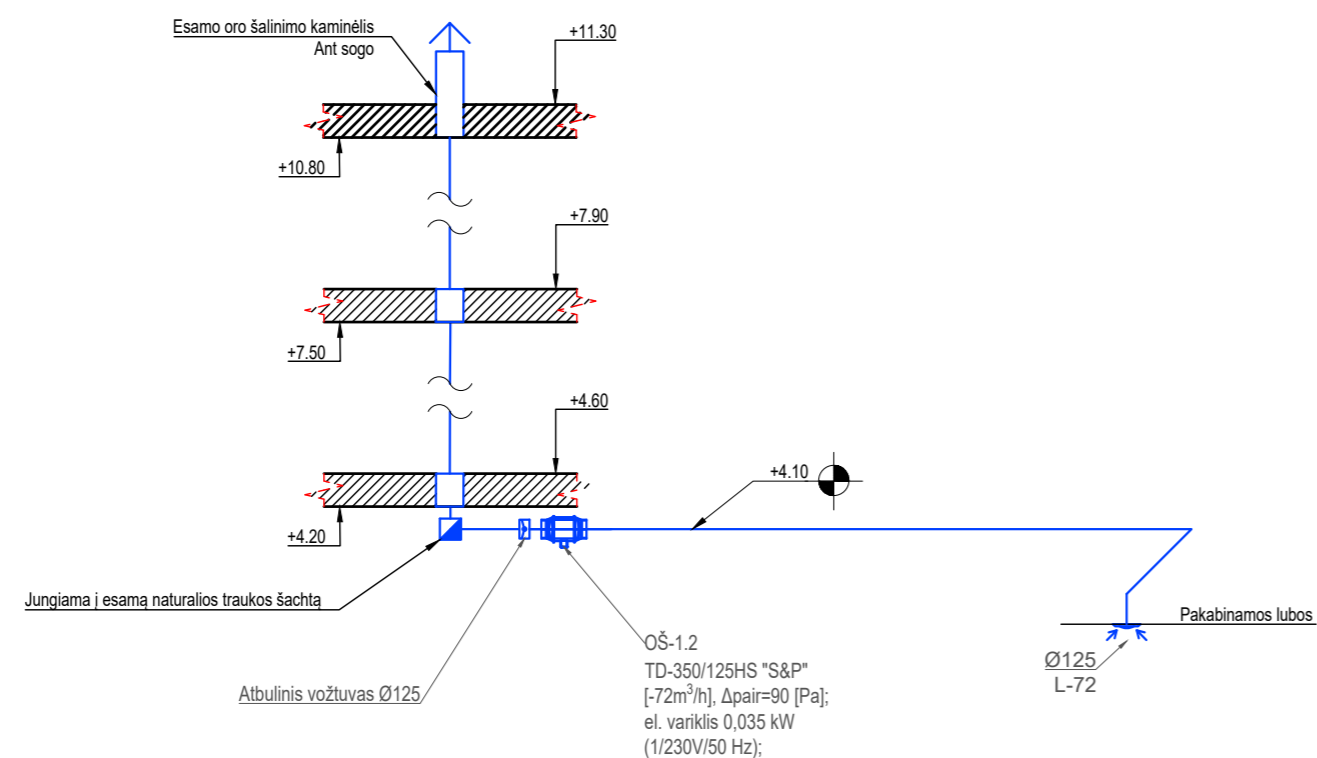 Esamo oro šalinimo kaminėlis
Ant sogo
+11.30
+10.80
+7.90
+7.50
+4.60
+4.10
+4.20
Jungiama į esamą naturalios traukos šachtą
Pakabinamos lubos
Atbulinis vožtuvas Ø125
OŠ-1.2
TD-350/125HS "S&P"
[-72m³/h], Δpair=90 [Pa];
el. variklis 0,035 kW
(1/230V/50 Hz);
Ø125
L-72